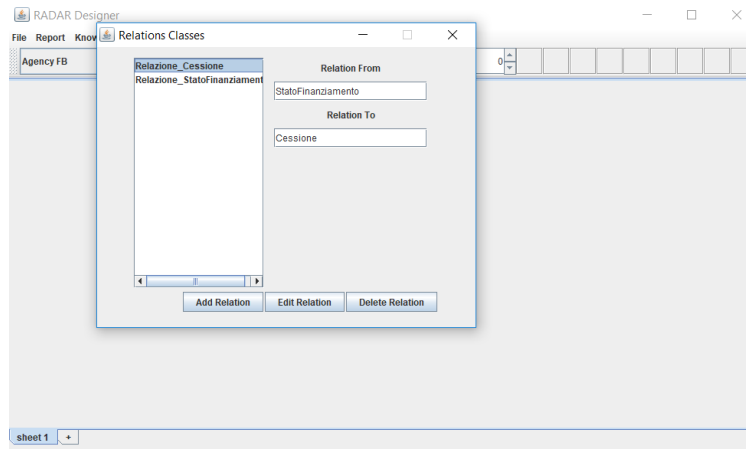 RADAR Designer
File Report Know
Relations Classes
Agency FB
0
Relazione_Cessione
Relazione_StatoFinanziament
Relation From
StatoFinanziamento
Relation To
Cessione
Add Relation Edit Relation Delete Relation
sheet 1 +